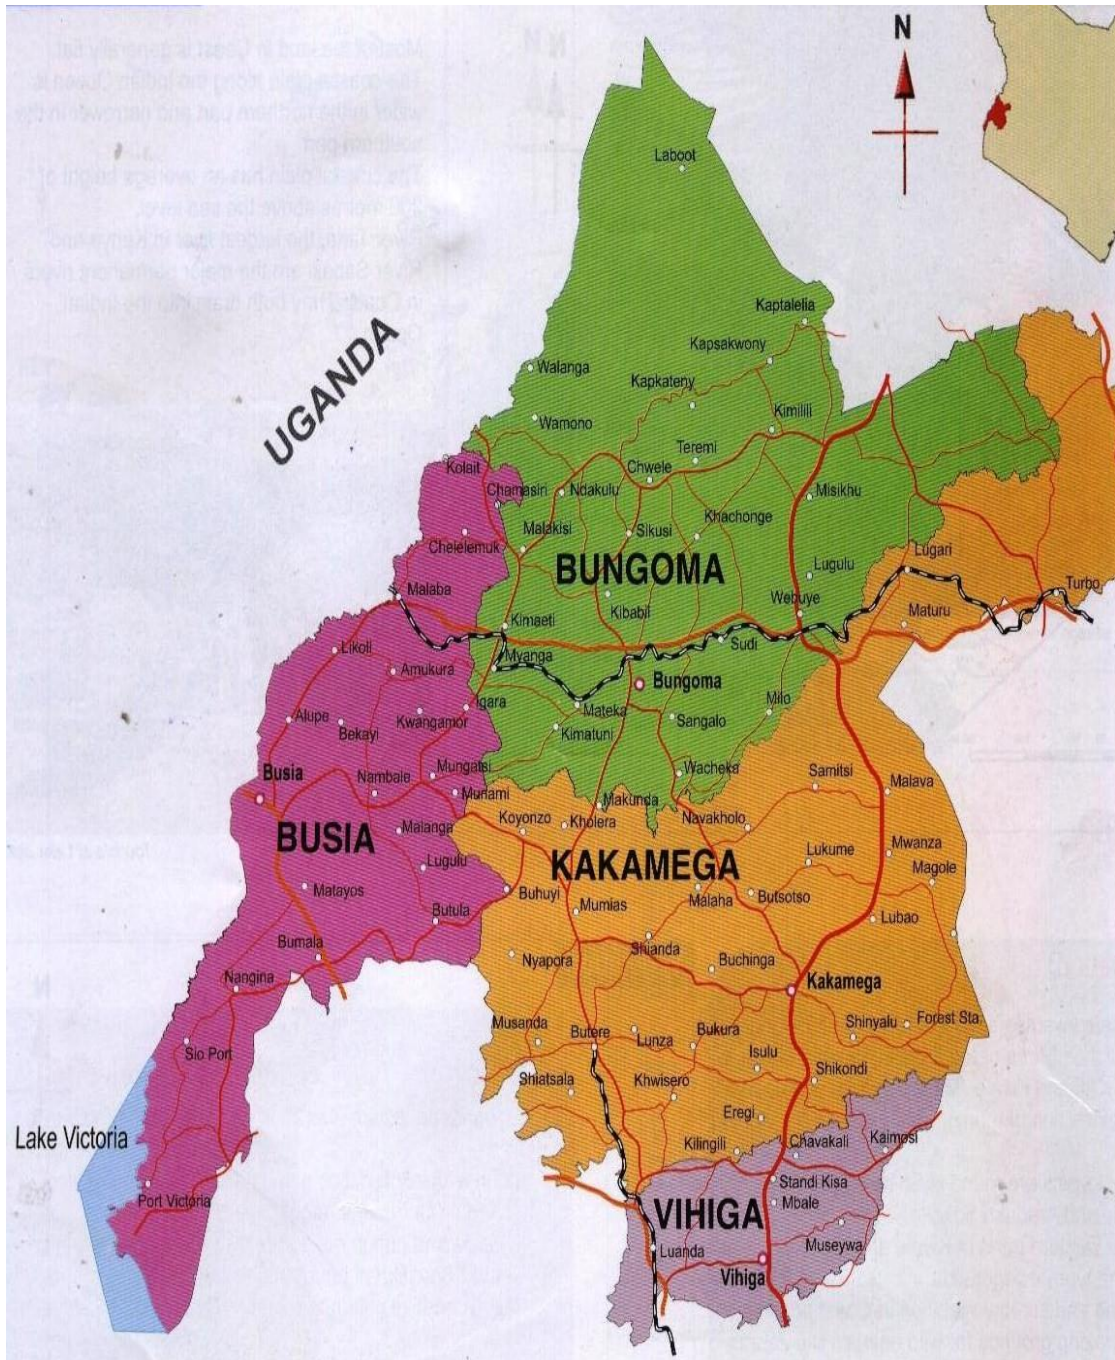 N
Laboot
Kaptalelia
UGANDA
Kapsakwony
Walanga
Kapkateny
Kimilili
Wamono
Teremi
Kolait
Chwele
Chamasiri
Ndakulu
Misikhu
Malakisi
Sikusi
Khachonge
Chelelemuk
BUNGOMA
Lugari
Lugulu
Turbo
Malaba
Webuye
Kibabii
Maturu
Kimaeti
Likoli
Myanga
Sudi
Amukura
Bungoma
Igara
Milo
Alupe
Kwangamor
Mateka
Sangalo
Bekayi
Kimatuni
Busia
Mungatsi
Wacheka
Samitsi
Nambale
Malava
Munami
Makunda
Koyonzo
Kholera
Navakholo
Malanga
BUSIA
Mwanza
Lukume
KAKAMEGA
Lugulu
Magole
Matayos
Buhuyi
Malaha
Butsotso
Butula
Mumias
Lubao
Bumala
Shianda
Nyapora
Buchinga
Nangina
Kakamega
Musanda
Butere
Bukura
Shinyalu
Forest Sta.
Lunza
Sio Port
Isulu
Shiatsala
Khwisero
Shikondi
Eregi
Lake Victoria
Kilingili
Chavakali
Kaimosi
Standi Kisa
Port Victoria
Mbale
VIHIGA
Museywa
Luanda
Vihiga